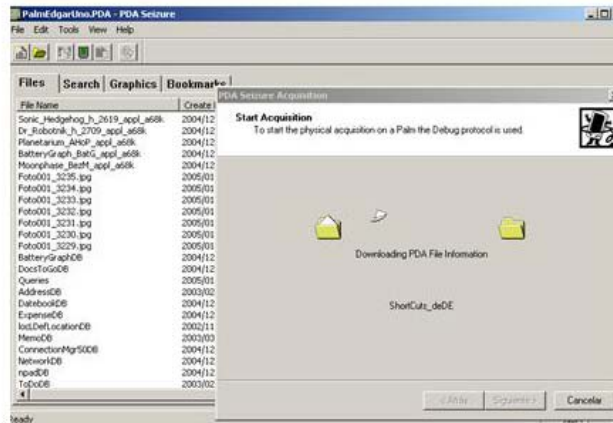 PalmEdgarUno.PDA - PDA Seizure
File Edit Tools View Help
Files Search Graphics Bookmarks
File Name Create
Sonic_Hedgehog_h_2619_appl_a68k 2004/12
Dr_Robotnik_h_2709_appl_a68k 2004/12
Planetarium_AHoP_appl_a68k 2004/12
BatteryGraph_BatG_appl_a68k 2004/12
Moonphase_BezM_appl_a68k 2004/12
Foto001_3235.jpg 2005/01
Foto001_3234.jpg 2005/01
Foto001_3233.jpg 2005/01
Foto001_3232.jpg 2005/01
Foto001_3231.jpg 2005/01
Foto001_3230.jpg 2005/01
Foto001_3229.jpg 2005/01
BatteryGraphDB 2004/12
DocsToGoDB 2004/12
Queries 2005/01
AddressDB 2003/02
DatebookDB 2004/12
ExpenseDB 2004/12
locLDefLocationDB 2002/11
MemoDB 2003/03
ConnectionMgr50DB 2004/12
NetworkDB 2004/12
npadDB 2004/12
ToDoDB 2003/02
Ready
PDA Seizure Acquisition
Start Acquisition
To start the physical acquisition on a Palm the Debug protocol is used.
Downloading PDA File Information
ShortCuts_deDE
< Atrás Siguiente > Cancelar